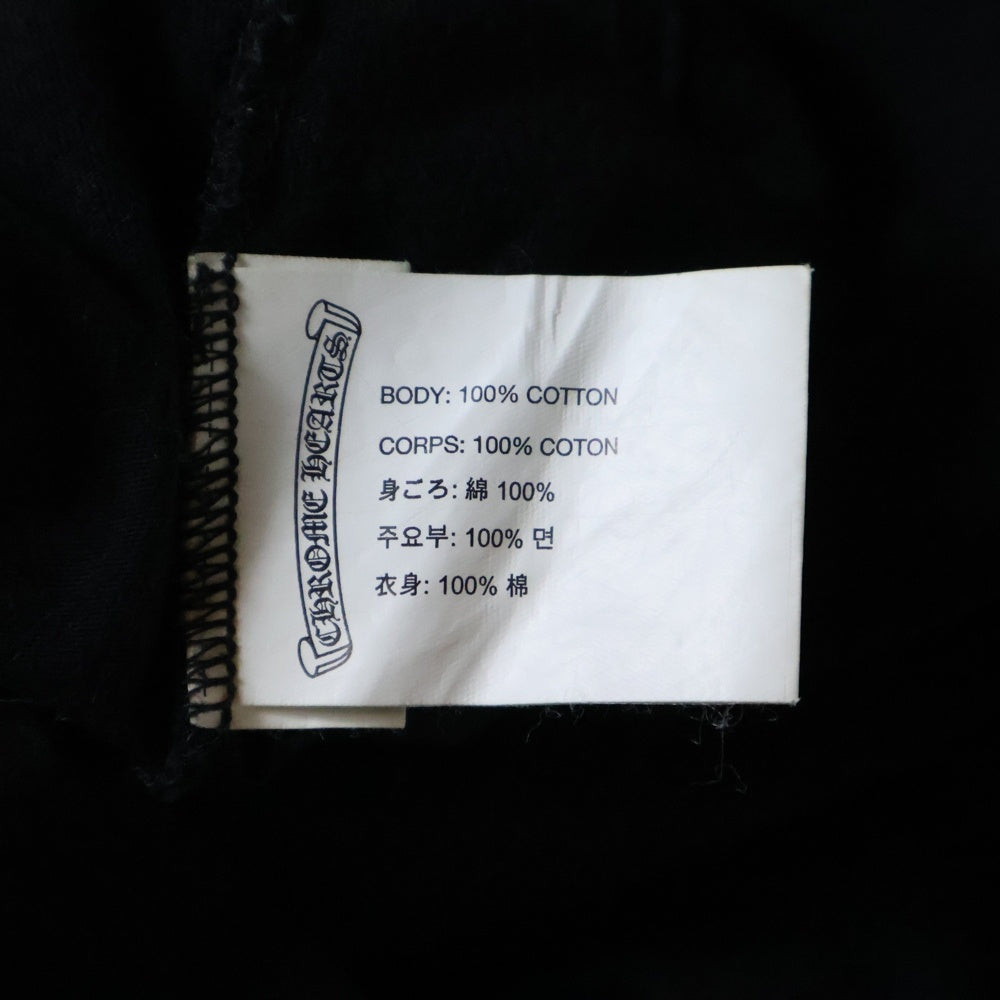 CHROME HEARTS
BODY: 100% COTTON
CORPS: 100% COTON
身ごろ: 綿 100%
주요부: 100% 면
衣身: 100% 棉